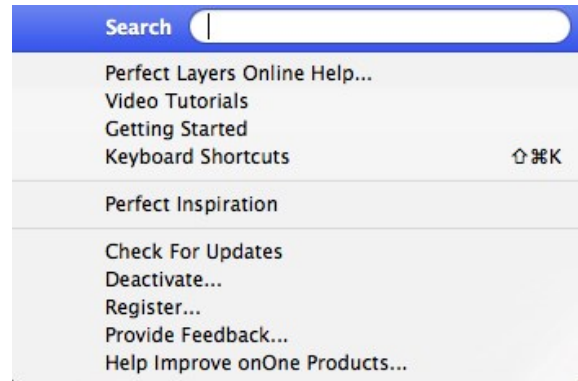 Search
Perfect Layers Online Help...
Video Tutorials
Getting Started
Keyboard Shortcuts ⇧⌘K
Perfect Inspiration
Check For Updates
Deactivate...
Register...
Provide Feedback...
Help Improve onOne Products...